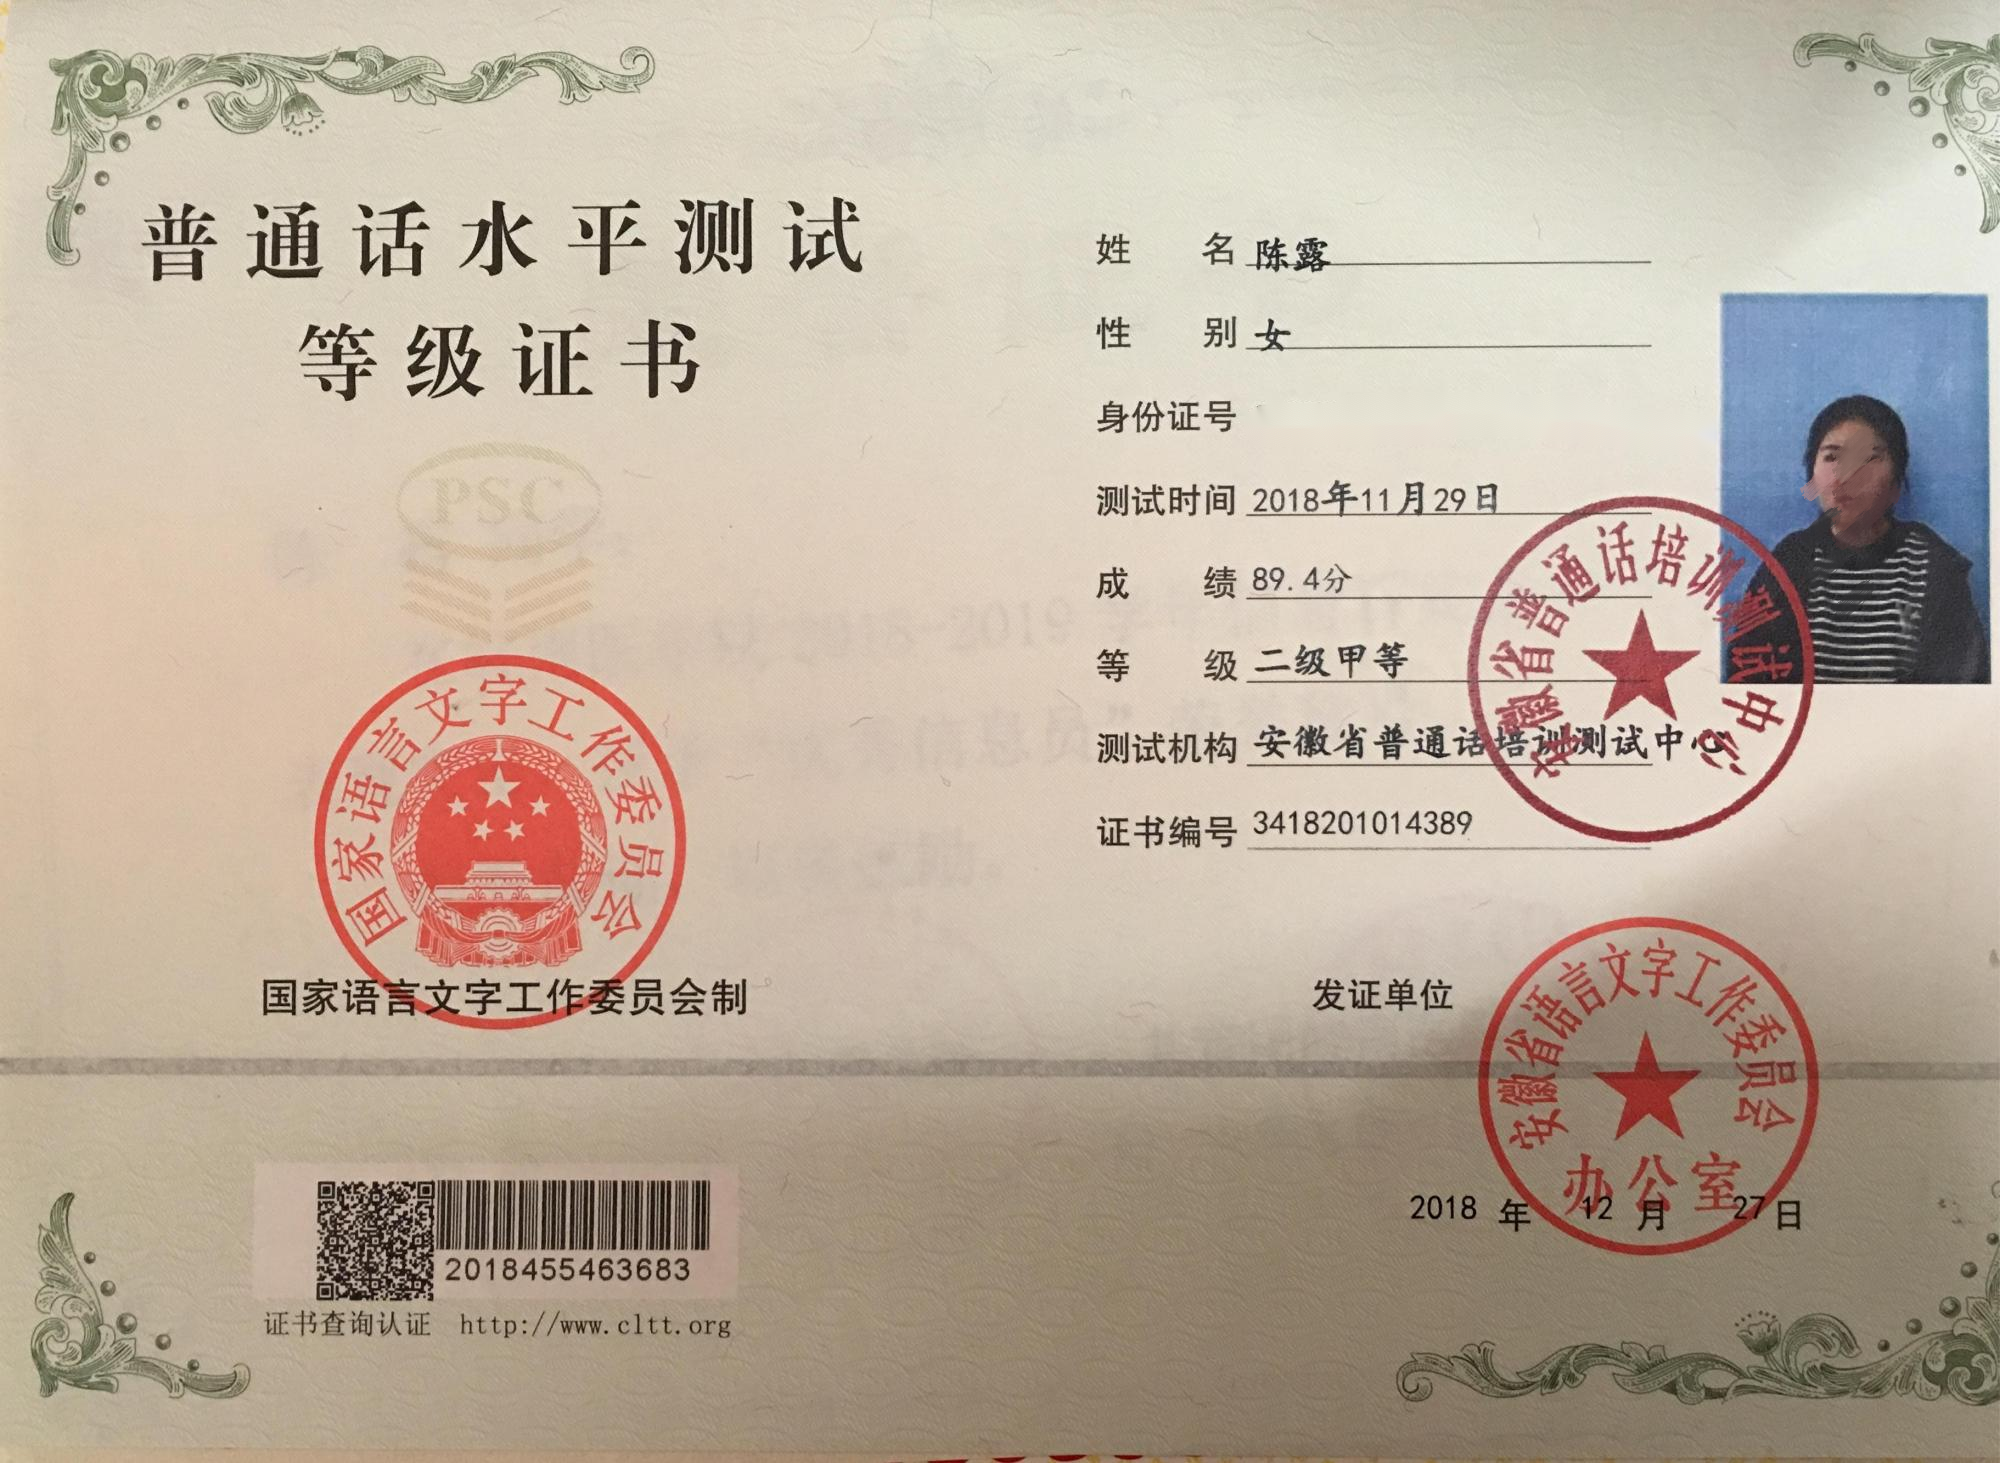 普通话水平测试
等级证书
PSC
国家语言文字工作委员会
国家语言文字工作委员会制
2018455463683
证书查询认证 http://www.cltt.org
姓 名 陈露
性 别 女
身份证号
测试时间 2018年11月29日
成 绩 89.4分
等 级 二级甲等
测试机构 安徽省普通话培训测试中心
证书编号 3418201014389
安徽省普通话培训测试中心
发证单位
安徽省语言文字工作委员会
办公室
2018 年 12 月 27 日